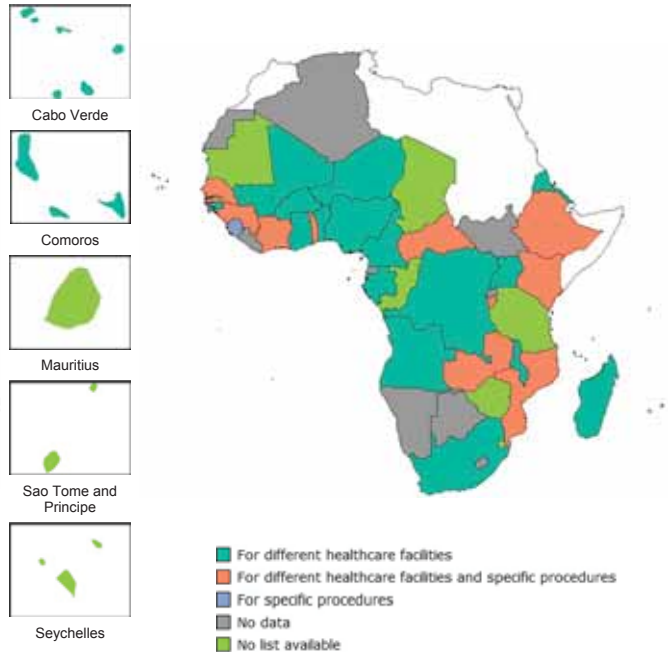 Cabo Verde
Comoros
Mauritius
Sao Tome and
Principe
Seychelles
For different healthcare facilities
For different healthcare facilities and specific procedures
For specific procedures
No data
No list available